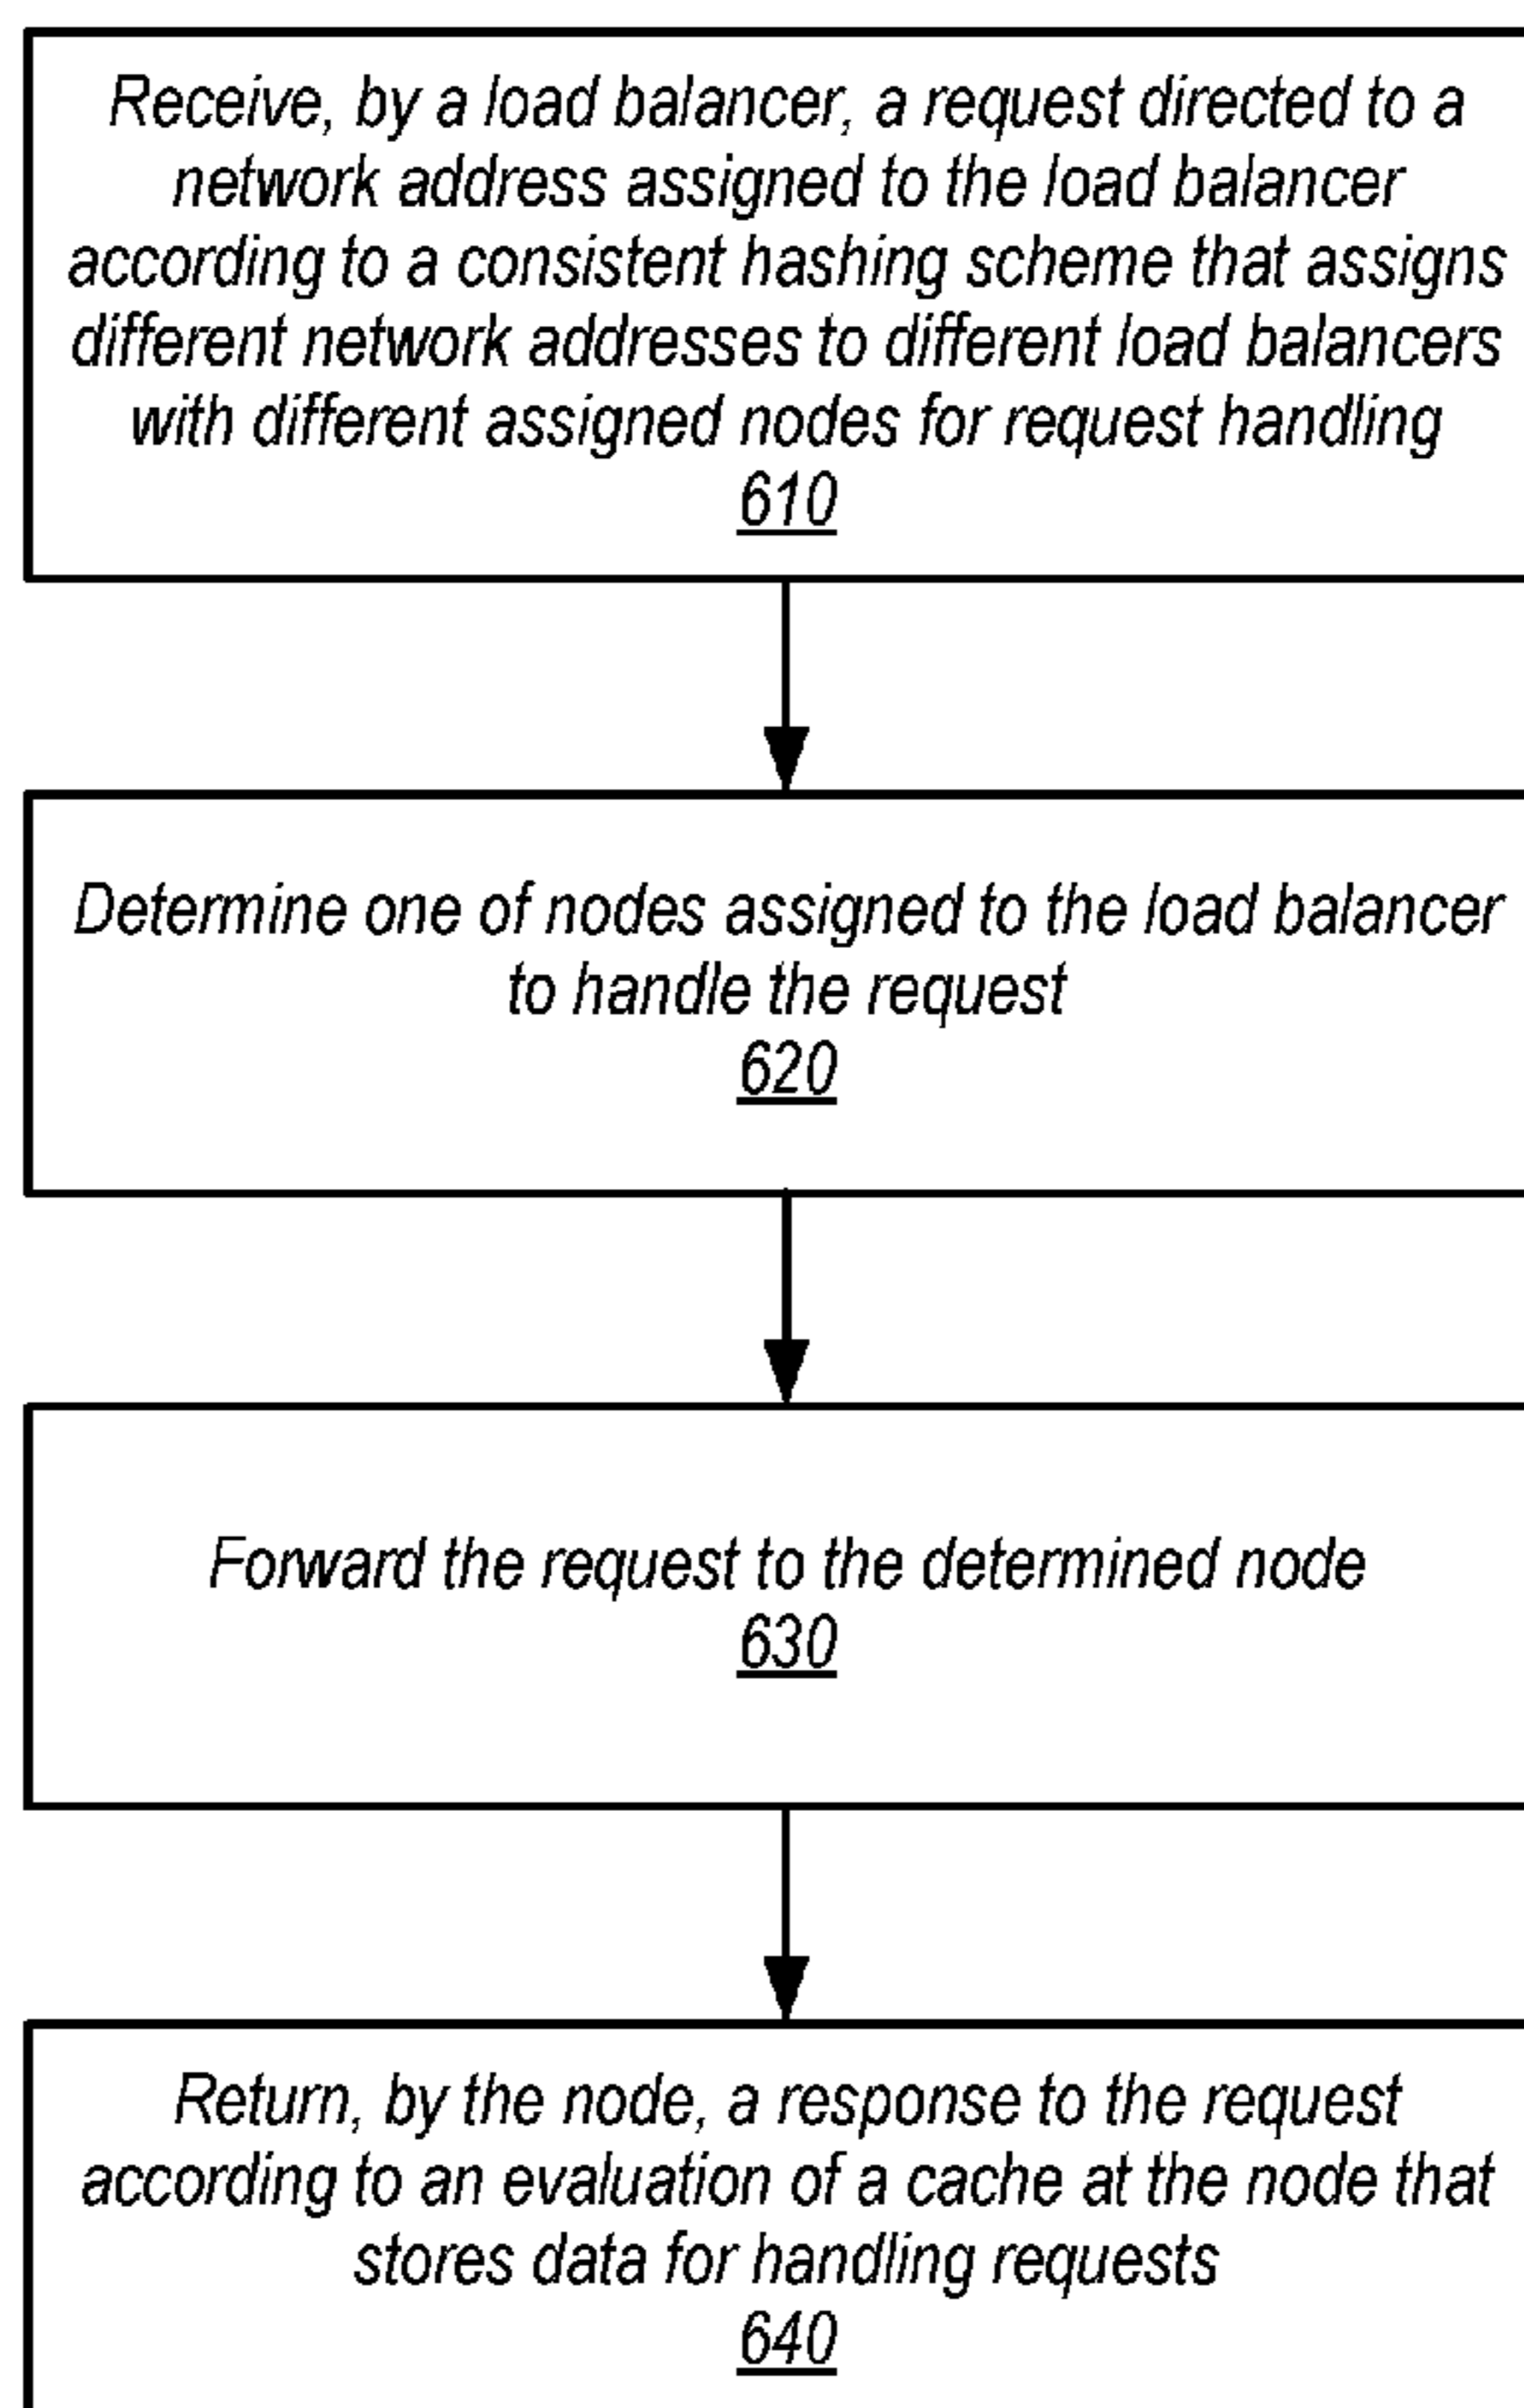 Receive, by a load balancer, a request directed to a
network address assigned to the load balancer
according to a consistent hashing scheme that assigns
different network addresses to different load balancers
with different assigned nodes for request handling
610
Determine one of nodes assigned to the load balancer
to handle the request
620
Forward the request to the determined node
630
Return, by the node, a response to the request
according to an evaluation of a cache at the node that
stores data for handling requests
640